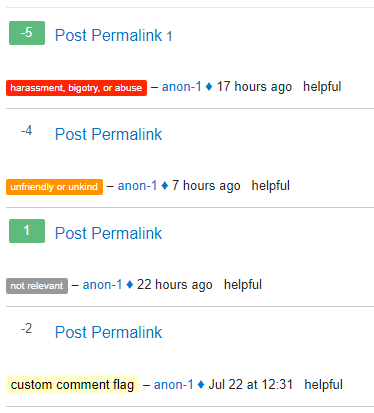 -5 Post Permalink 1
harassment, bigotry, or abuse – anon-1 ♦ 17 hours ago helpful
-4 Post Permalink
unfriendly or unkind – anon-1 ♦ 7 hours ago helpful
1 Post Permalink
not relevant – anon-1 ♦ 22 hours ago helpful
-2 Post Permalink
custom comment flag – anon-1 ♦ Jul 22 at 12:31 helpful